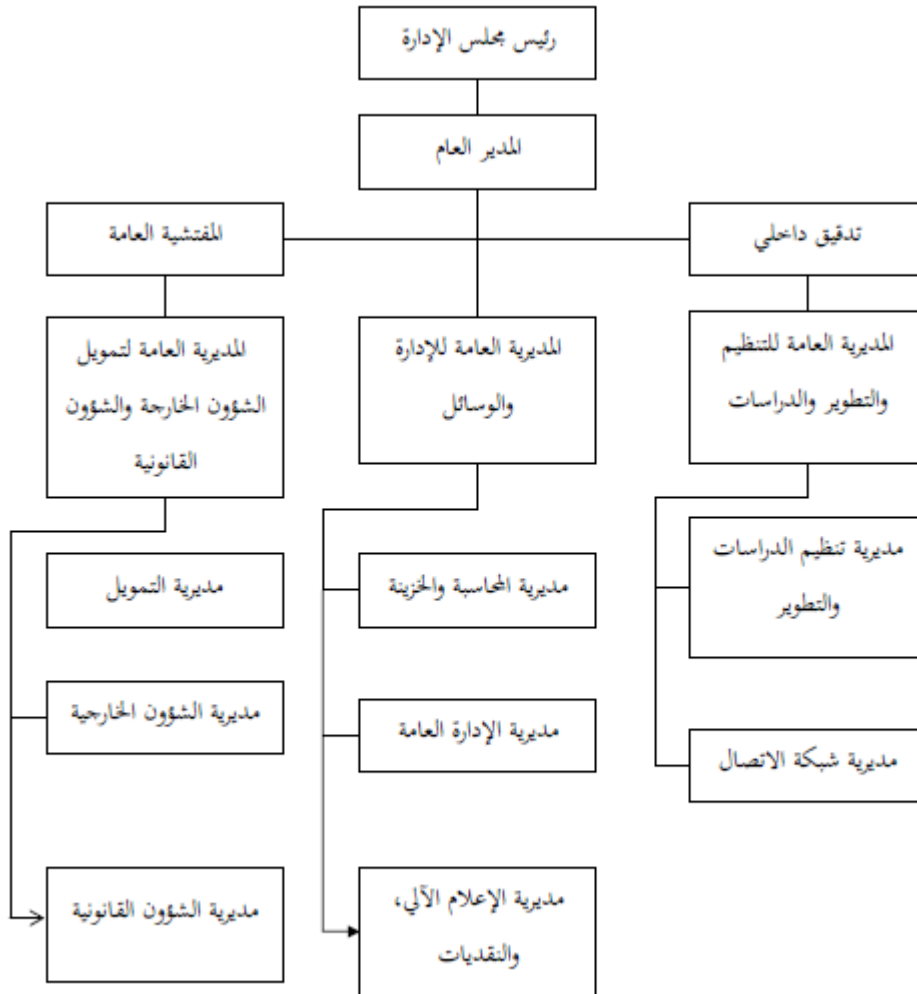 رئيس مجلس الإدارة
المدير العام
تدقيق داخلي
المفتشية العامة
المديرية العامة للتنظيم
والتطوير والدراسات
المديرية العامة للإدارة
والوسائل
المديرية العامة لتمويل
الشؤون الخارجة والشؤون
القانونية
مديرية تنظيم الدراسات
والتطوير
مديرية شبكة الاتصال
مديرية المحاسبة والخزينة
مديرية الإدارة العامة
مديرية الإعلام الآلي،
والنقديات
مديرية التمويل
مديرية الشؤون الخارجية
مديرية الشؤون القانونية